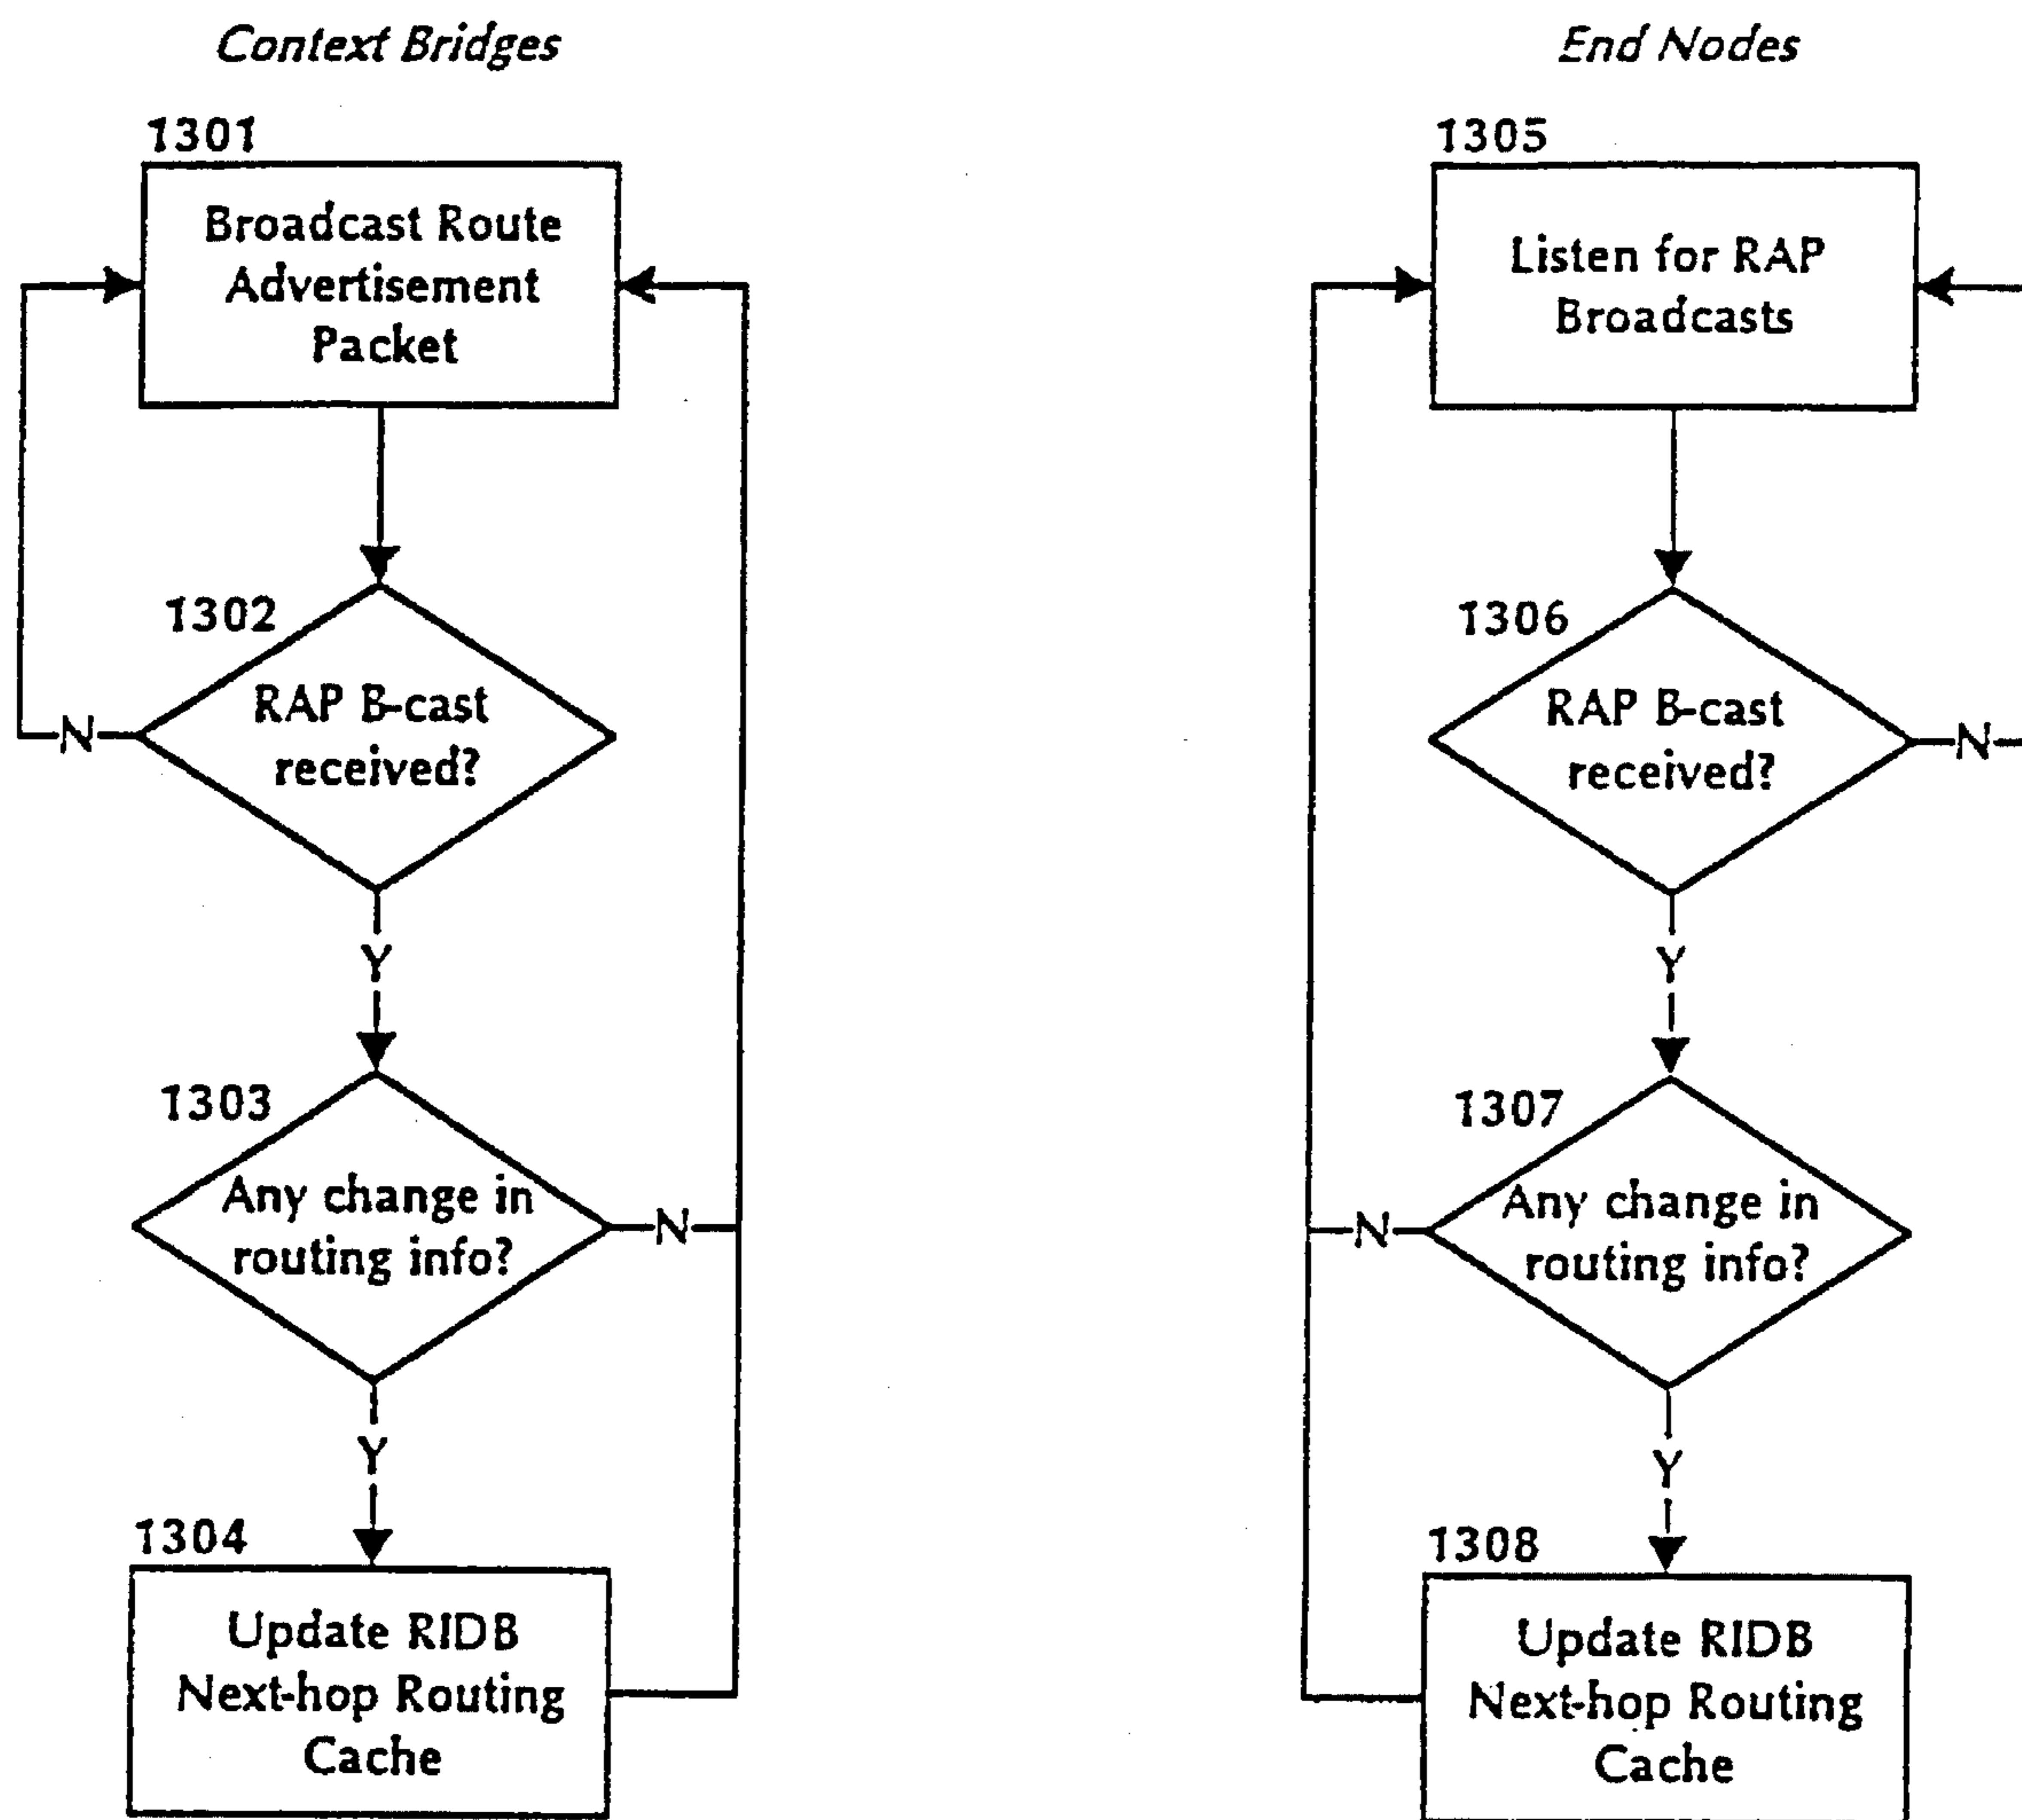 Context Bridges
1301
Broadcast Route
Advertisement
Packet
1302
RAP B-cast
received?
N
Y
1303
Any change in
routing info?
N
Y
1304
Update RIDB
Next-hop Routing
Cache
End Nodes
1305
Listen for RAP
Broadcasts
1306
RAP B-cast
received?
N
Y
1307
Any change in
routing info?
N
Y
1308
Update RIDB
Next-hop Routing
Cache